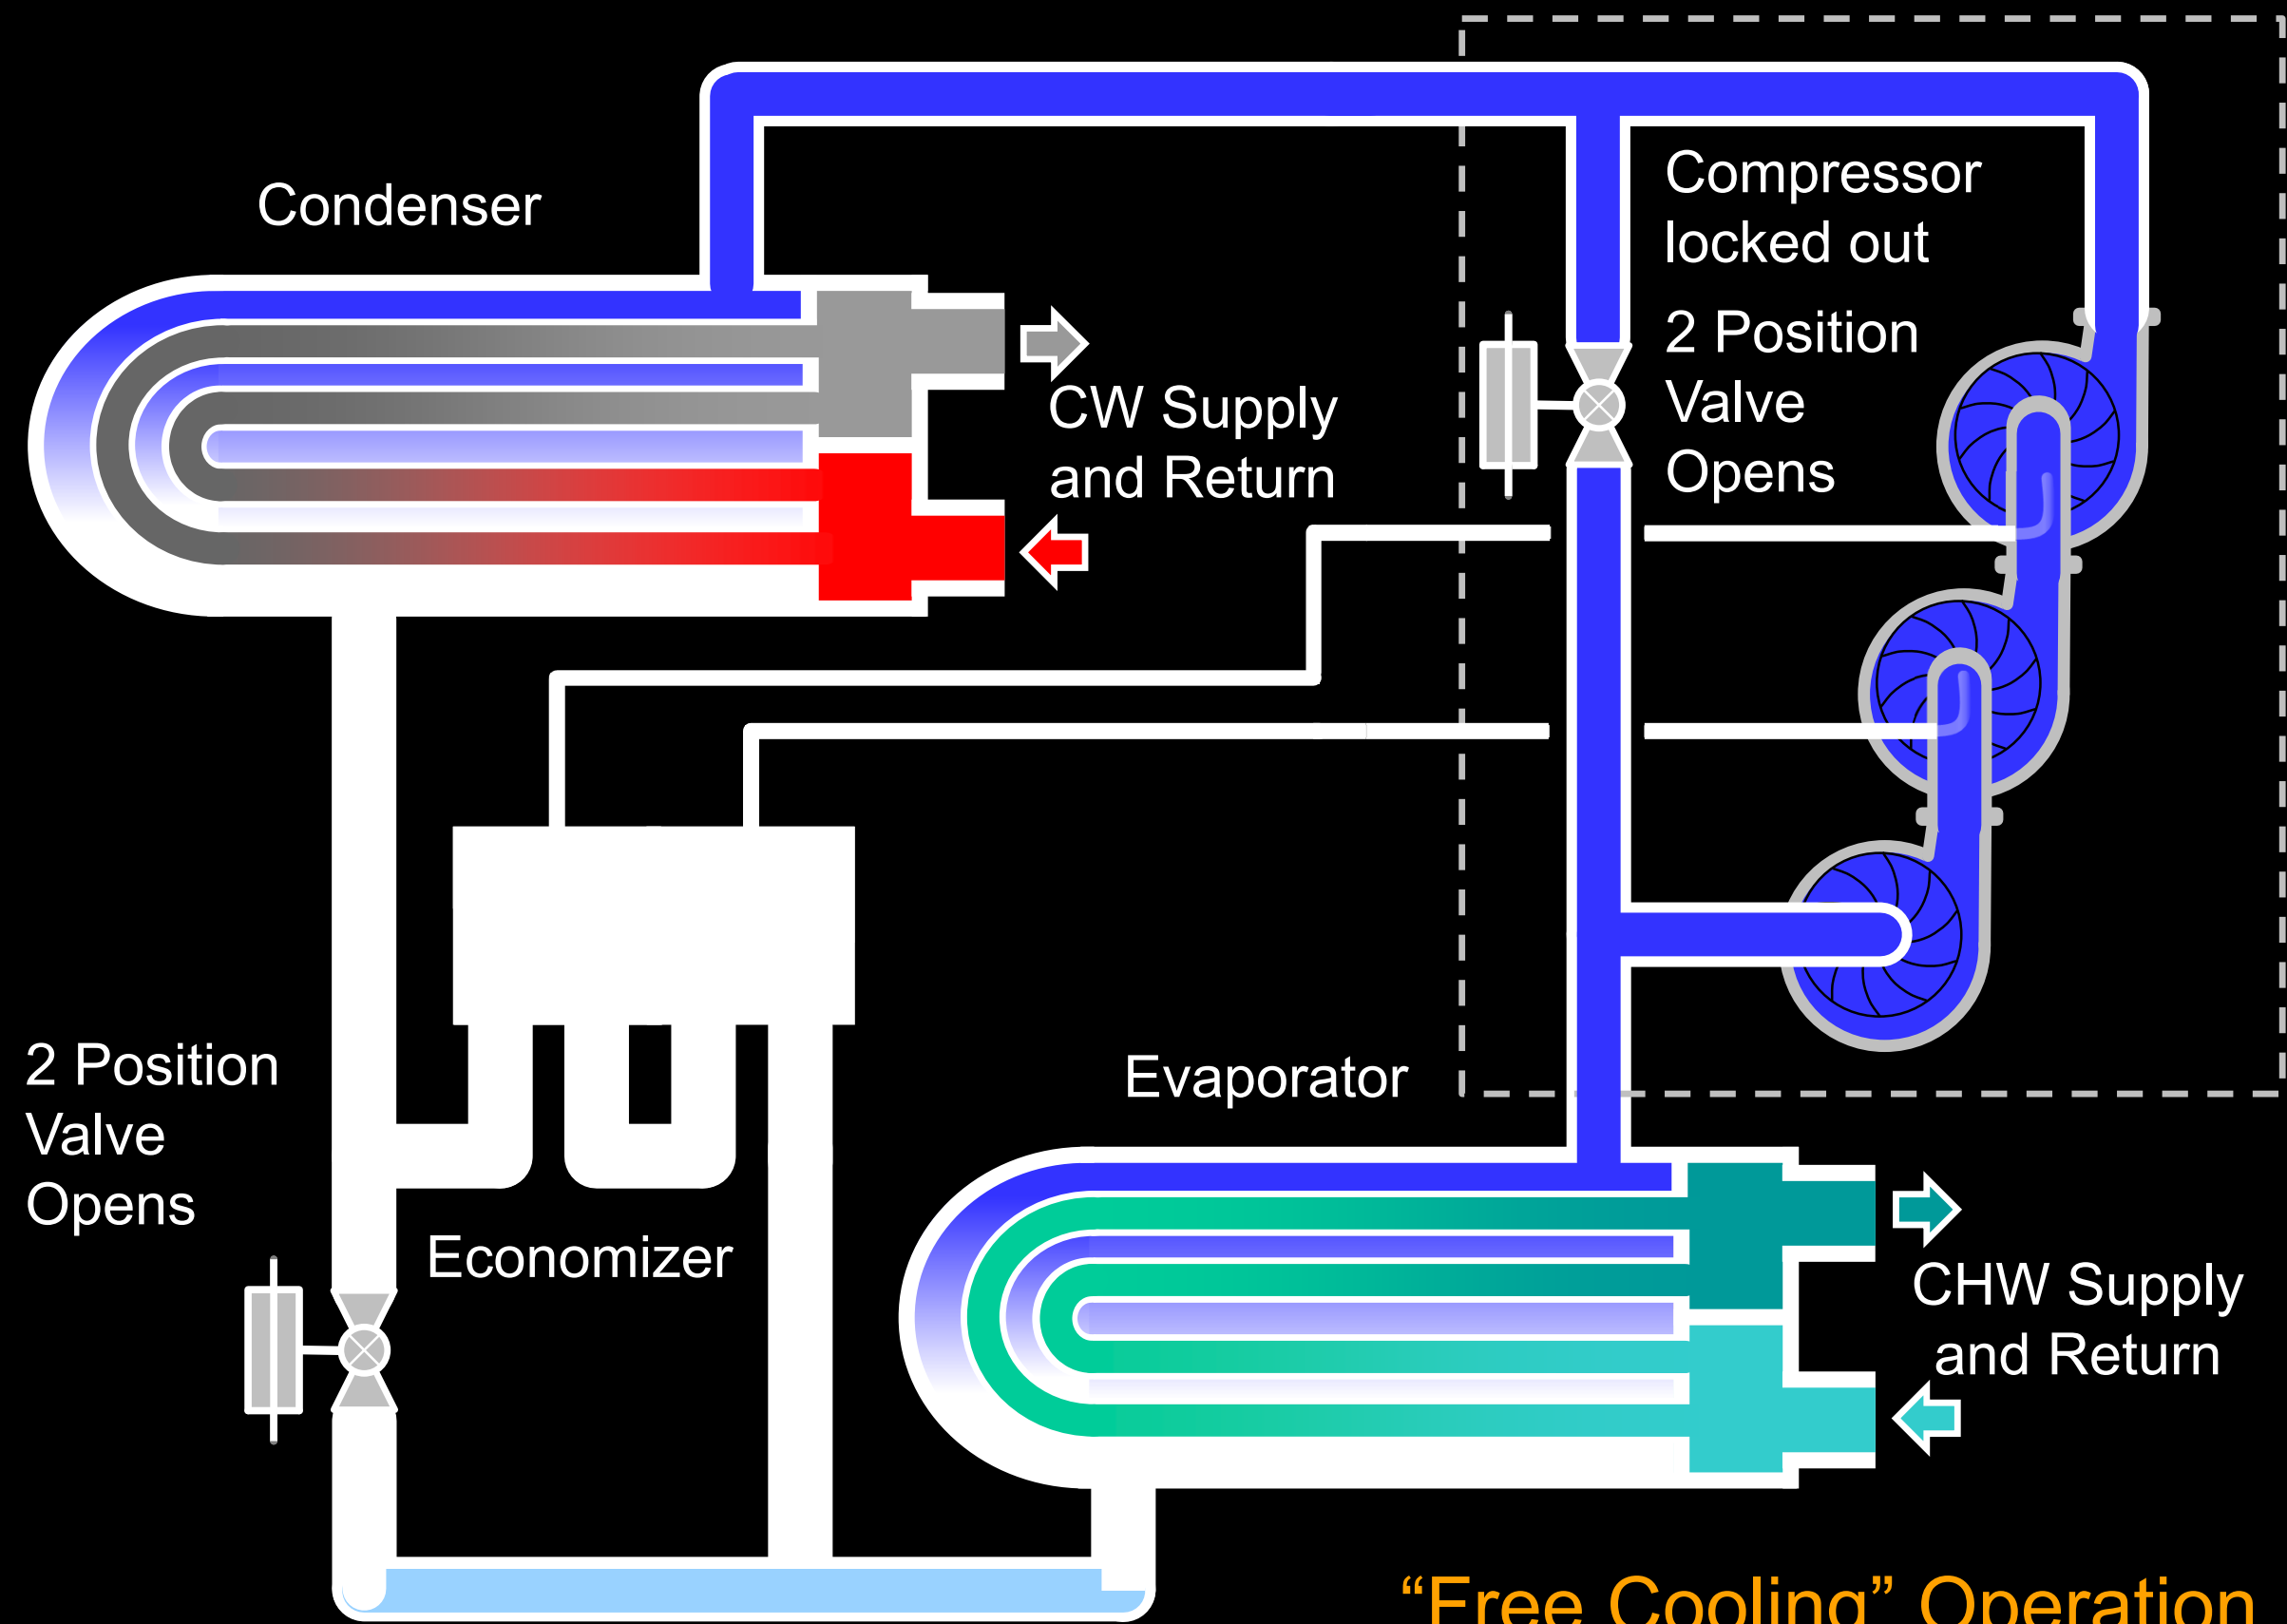 Condenser
Compressor
locked out
2 Position
Valve
Opens
CW Supply
and Return
2 Position
Valve
Opens
Economizer
Evaporator
CHW Supply
and Return
“Free Cooling” Operation